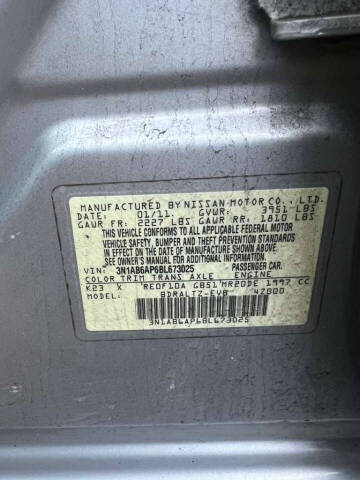 MANUFACTURED BY NISSAN MOTOR CO., LTD.
DATE: 01/11. GVWR: 3951 LBS
GAWR FR: 2227 LBS GAWR RR: 1810 LBS
THIS VEHICLE CONFORMS TO ALL APPLICABLE FEDERAL MOTOR
VEHICLE SAFETY, BUMPER AND THEFT PREVENTION STANDARDS
IN EFFECT ON THE DATE OF MANUFACTURE SHOWN ABOVE.
SEE OWNER'S MANUAL FOR ADDITIONAL INFORMATION
VIN: 3N1AB6AP6BL673025 PASSENGER CAR.
COLOR TRIM TRANS AXLE ENGINE
K23 X RE0F10A GB51 MR20DE 1997 CC
MODEL: BDRALTZ-EVB 4Z000
3N1AB6AP6BL673025